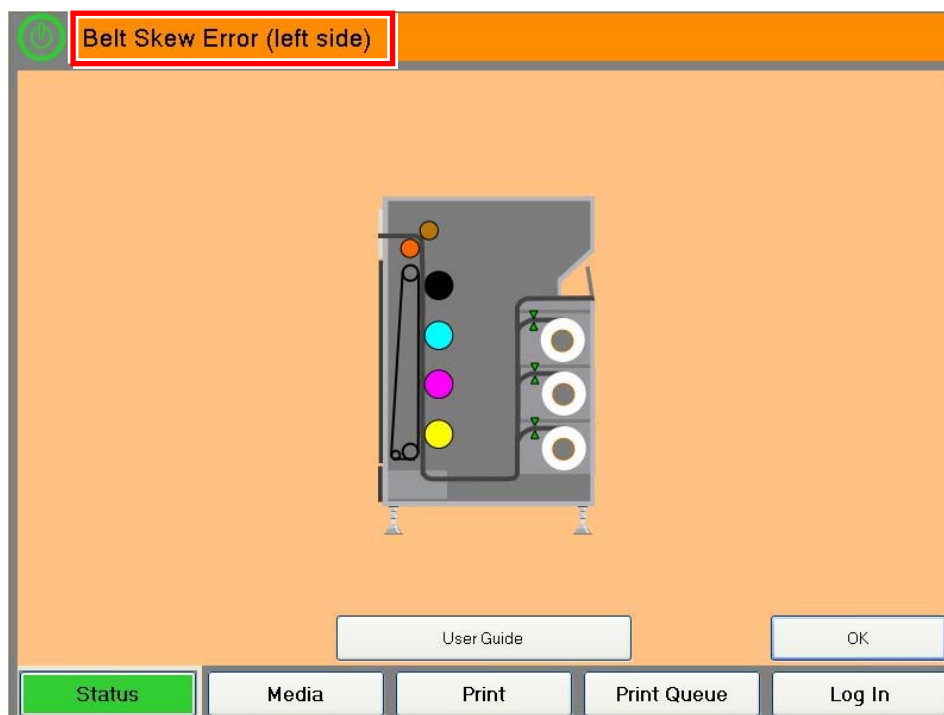 Belt Skew Error (left side)
User Guide
OK
Status
Media
Print
Print Queue
Log In